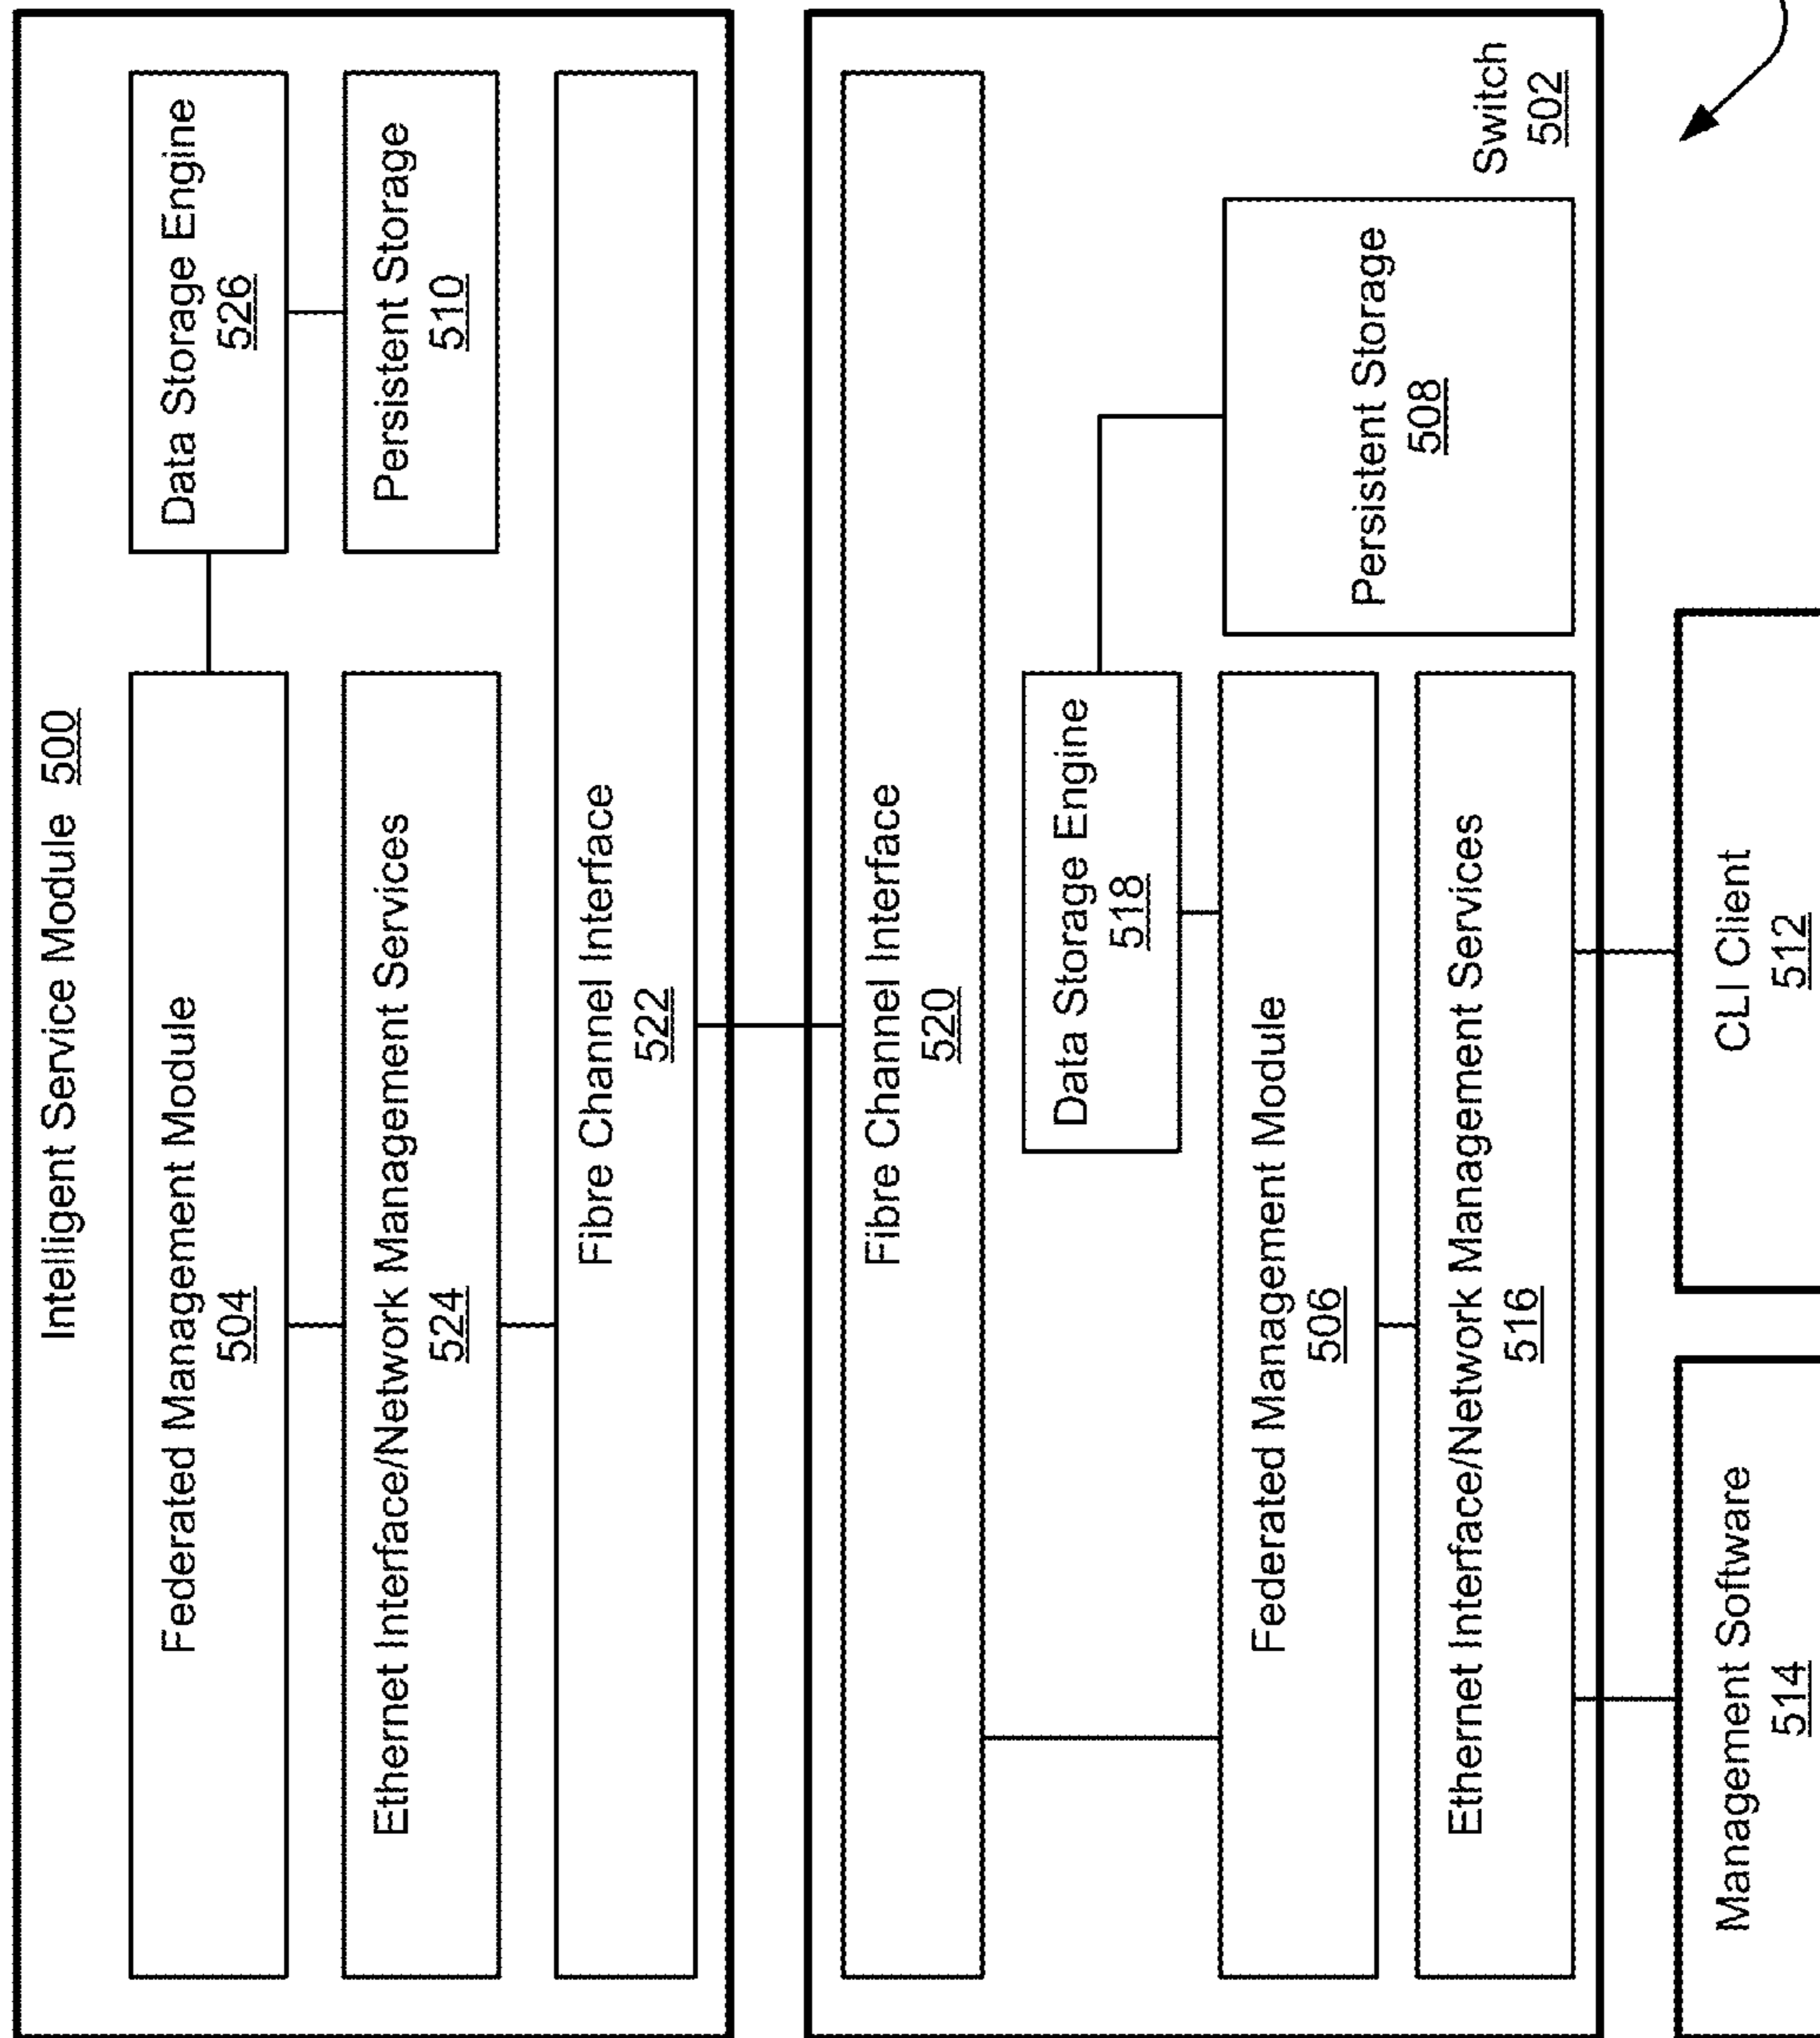 Intelligent Service Module 500
Federated Management Module
504
Data Storage Engine
526
Ethernet Interface/Network Management Services
524
Persistent Storage
510
Fibre Channel Interface
522
Fibre Channel Interface
520
Data Storage Engine
518
Federated Management Module
506
Persistent Storage
508
Ethernet Interface/Network Management Services
516
Switch
502
Management Software
514
CLI Client
512